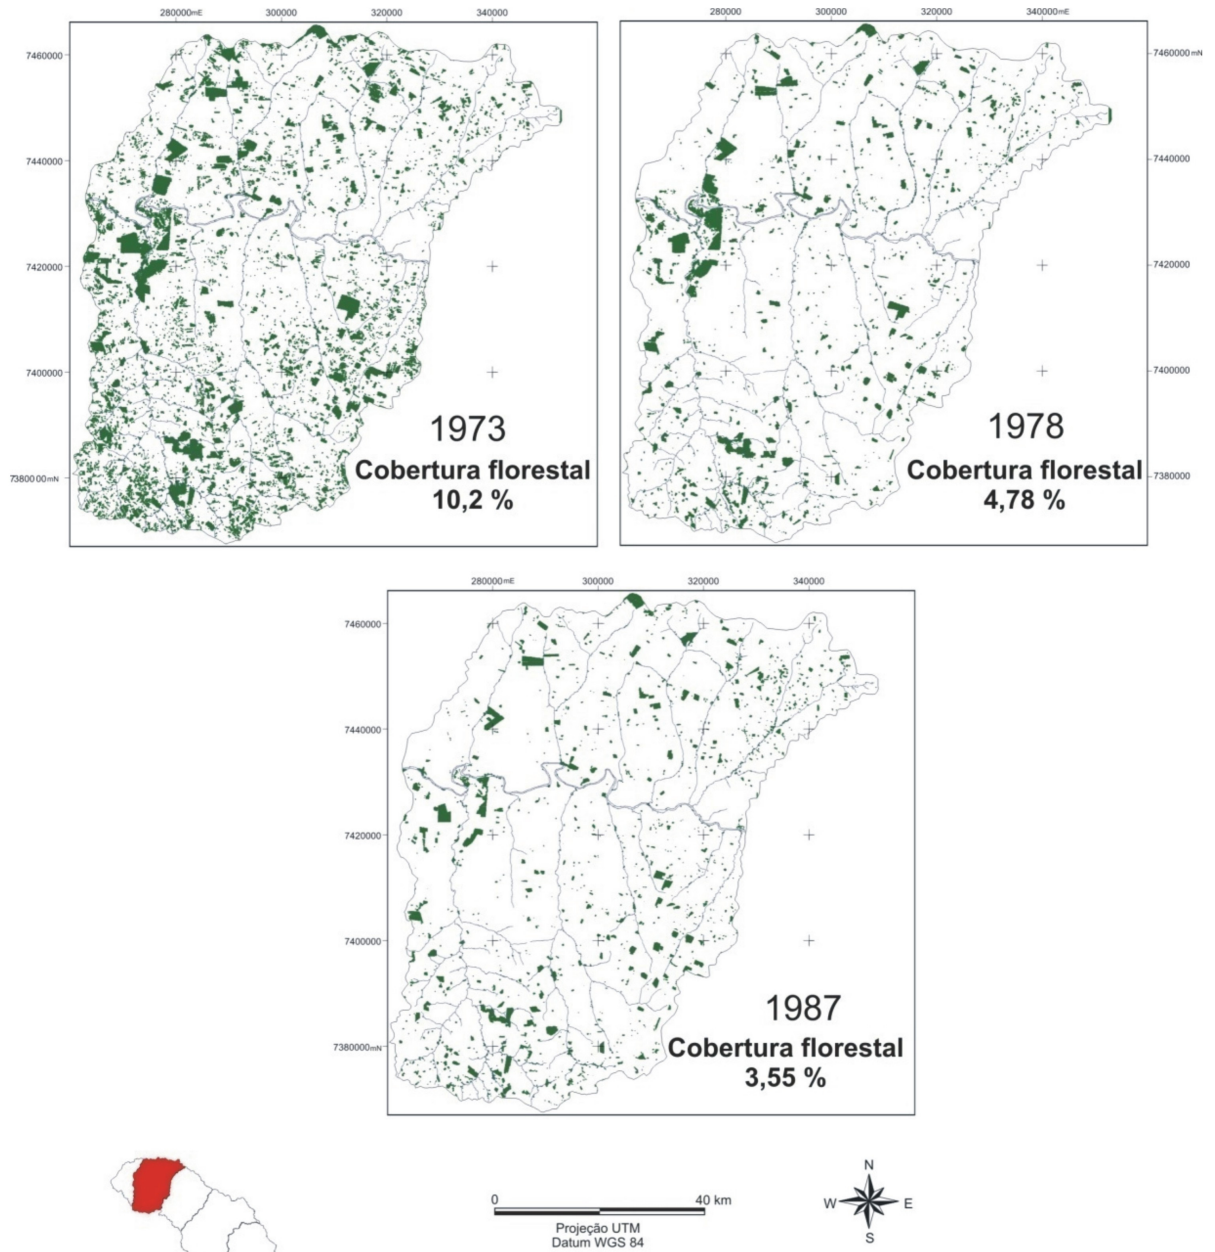 280000mE 300000 320000 340000
7460000
7440000
7420000
7400000
7380000mN
1973
Cobertura florestal
10,2 %
280000 300000 320000 340000mE
7460000mN
7440000
7420000
7400000
7380000
1978
Cobertura florestal
4,78 %
280000mE 300000 320000 340000
7460000
7440000
7420000
7400000
7380000mN
1987
Cobertura florestal
3,55 %
0 40 km
Projeção UTM
Datum WGS 84
N
W E
S